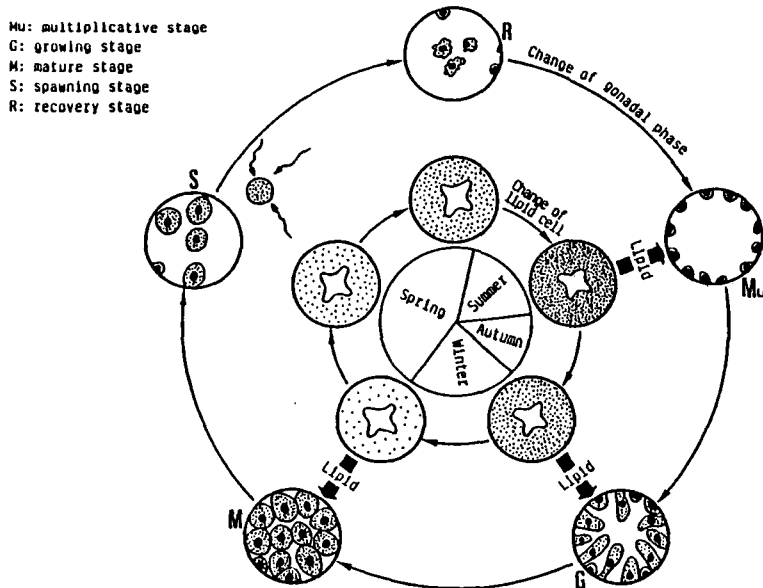 Mu: multiplicative stage
G: growing stage
M: mature stage
S: spawning stage
R: recovery stage
R
Change of gonadal phase
S
Change of
lipid cell
Lipid
Mu
Spring
Summer
Autumn
Winter
Lipid
Lipid
M
G